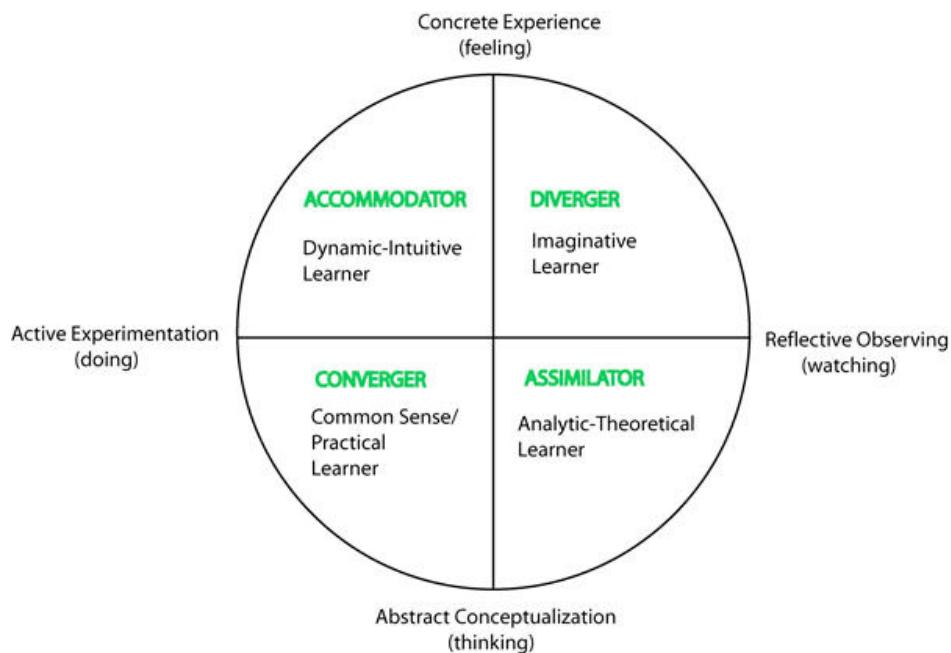 Concrete Experience
(feeling)
ACCOMMODATOR
Dynamic-Intuitive
Learner
DIVERGER
Imaginative
Learner
Active Experimentation
(doing)
Reflective Observing
(watching)
CONVERGER
Common Sense/
Practical
Learner
ASSIMILATOR
Analytic-Theoretical
Learner
Abstract Conceptualization
(thinking)